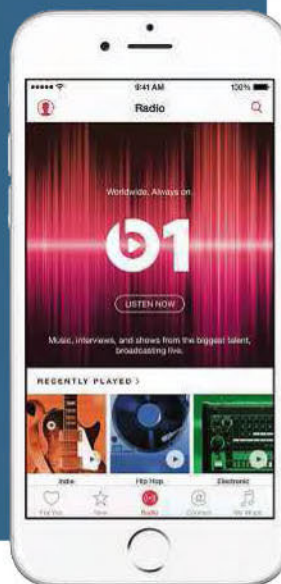 9:41 AM 100%
Radio
Worldwide. Always on.
1
LISTEN NOW
Music, interviews, and shows from the biggest talent,
broadcasting live.
RECENTLY PLAYED >
Indie Hip Hop Electronic
For You New Radio Connect My Music